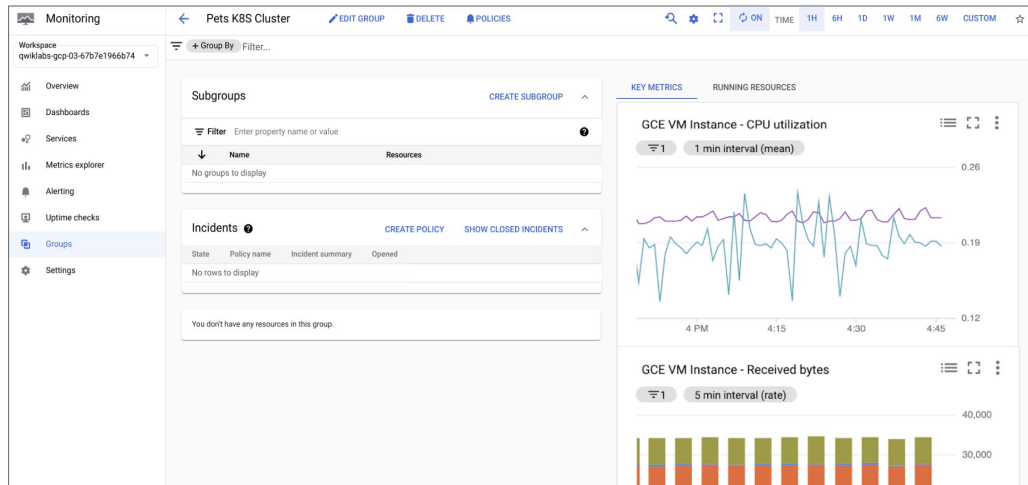 Monitoring
Pets K8S Cluster
EDIT GROUP
DELETE
POLICIES
ON
TIME
1H
6H
1D
1W
1M
6W
CUSTOM
Workspace
qwiklabs-gcp-03-67b7e1966b74
+ Group By
Filter...
Overview
Dashboards
Services
Metrics explorer
Alerting
Uptime checks
Groups
Settings
Subgroups
CREATE SUBGROUP
Filter Enter property name or value
Name
Resources
No groups to display
Incidents
CREATE POLICY
SHOW CLOSED INCIDENTS
State
Policy name
Incident summary
Opened
No rows to display
You don't have any resources in this group.
KEY METRICS
RUNNING RESOURCES
GCE VM Instance - CPU utilization
1
1 min interval (mean)
0.26
0.19
0.12
4 PM
4:15
4:30
4:45
GCE VM Instance - Received bytes
1
5 min interval (rate)
40,000
30,000